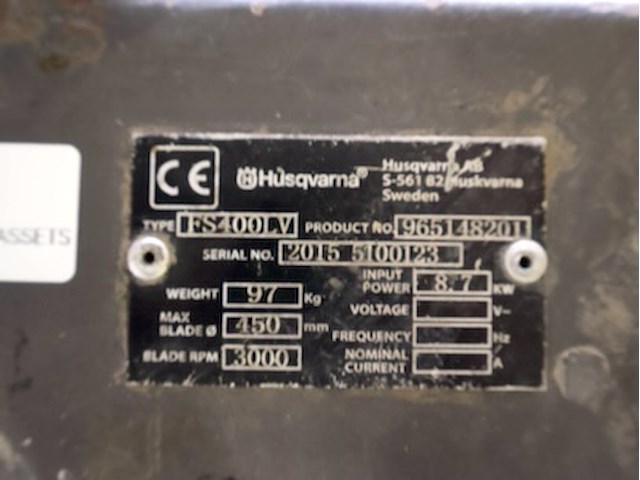 ASSETS
CE Husqvarna® Husqvarna AB
S-561 82 Huskvarna
Sweden
TYPE FS400LV PRODUCT NO. 965148201
SERIAL NO. 2015 5100123
WEIGHT 97 Kg
MAX BLADE Ø 450 mm
BLADE RPM 3000
INPUT POWER 8.7 KW
VOLTAGE V~
FREQUENCY Hz
NOMINAL CURRENT A